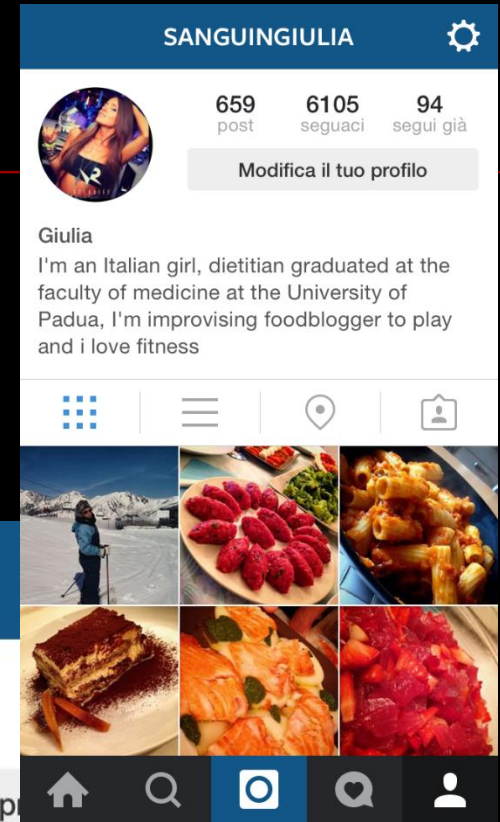 SANGUINGIULIA
659 6105 94
post seguaci segui già
Modifica il tuo profilo
Giulia
I'm an Italian girl, dietitian graduated at the
faculty of medicine at the University of
Padua, I'm improvising foodblogger to play
and i love fitness